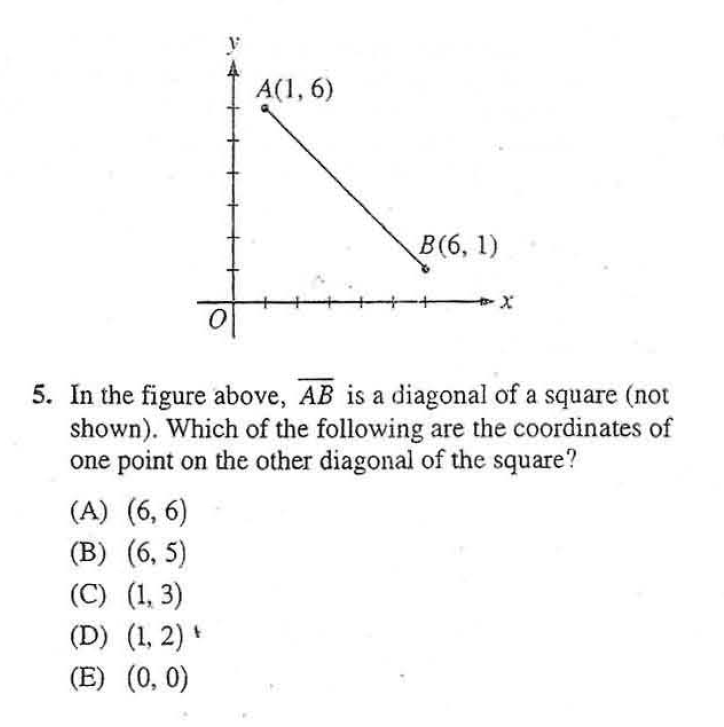 y
A(1, 6)
B(6, 1)
x
O
5. In the figure above, AB is a diagonal of a square (not
shown). Which of the following are the coordinates of
one point on the other diagonal of the square?
(A) (6, 6)
(B) (6, 5)
(C) (1, 3)
(D) (1, 2)
(E) (0, 0)